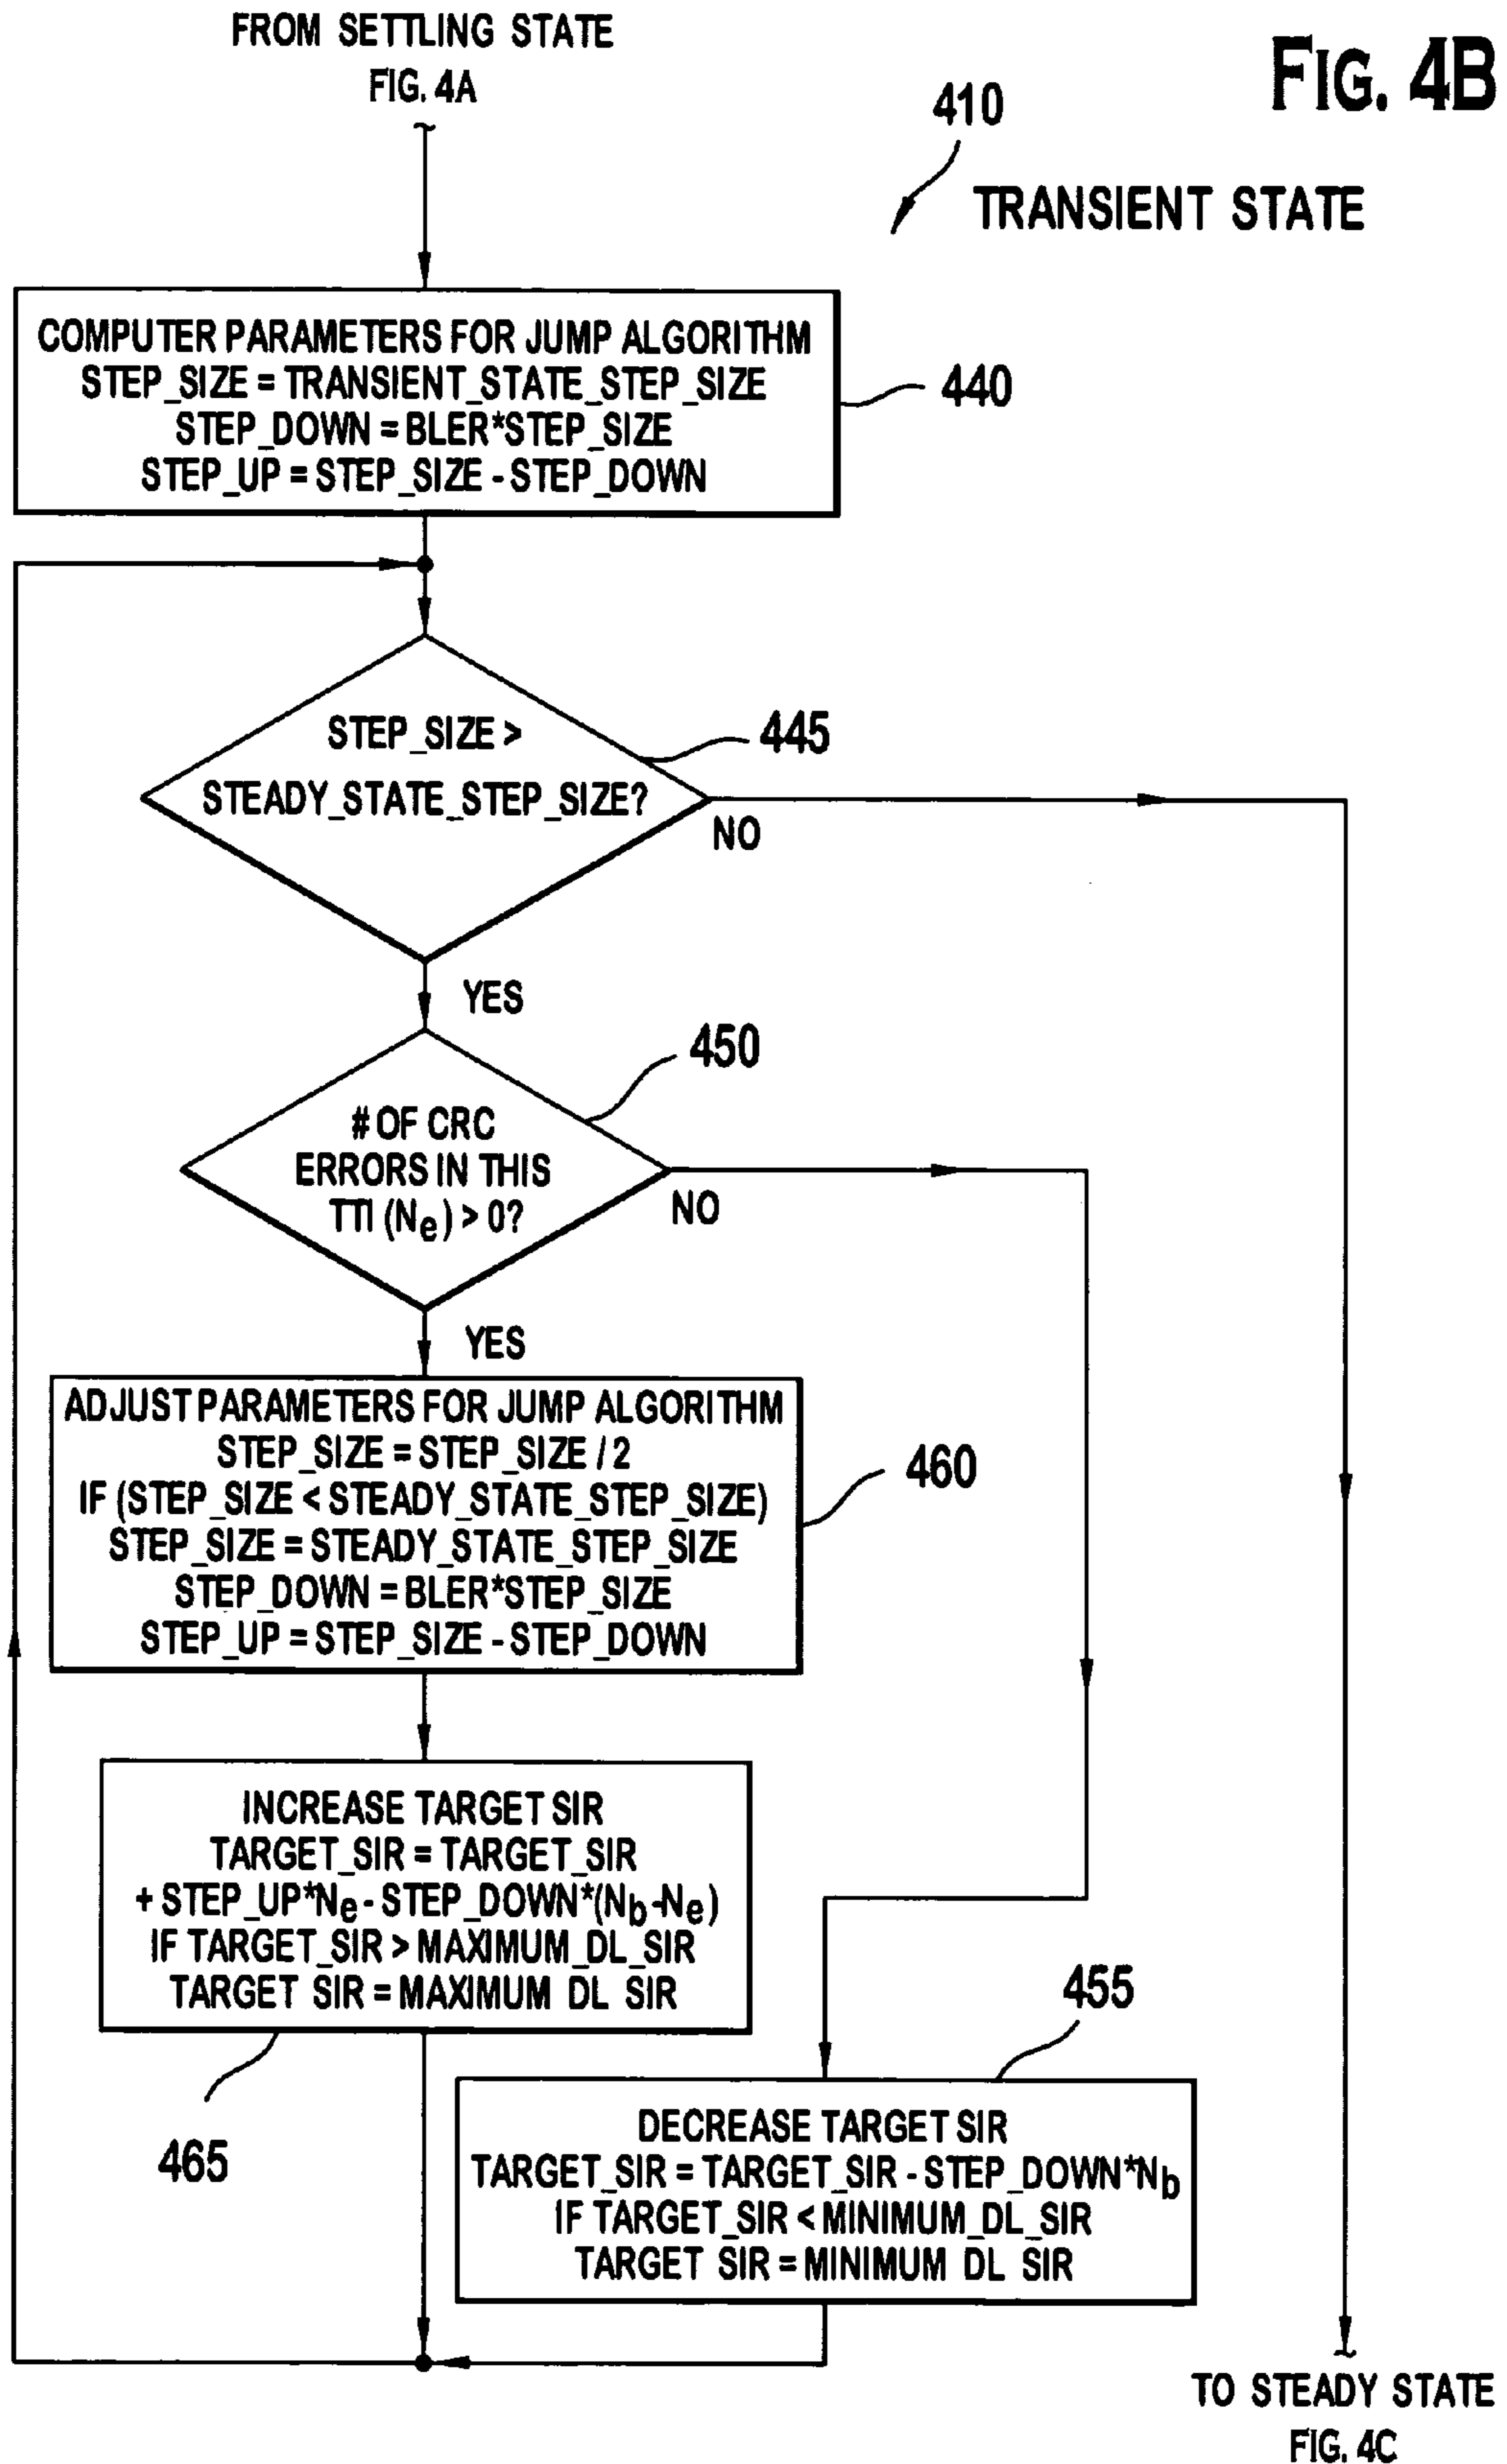 FROM SETTLING STATE
FIG. 4A
FIG. 4B
410
TRANSIENT STATE
COMPUTER PARAMETERS FOR JUMP ALGORITHM
STEP_SIZE = TRANSIENT_STATE_STEP_SIZE
STEP_DOWN = BLER*STEP_SIZE
STEP_UP = STEP_SIZE - STEP_DOWN
440
STEP_SIZE >
STEADY_STATE_STEP_SIZE?
445
NO
YES
450
# OF CRC
ERRORS IN THIS
TTI (Ne) > 0?
NO
YES
ADJUST PARAMETERS FOR JUMP ALGORITHM
STEP_SIZE = STEP_SIZE / 2
IF (STEP_SIZE < STEADY_STATE_STEP_SIZE)
STEP_SIZE = STEADY_STATE_STEP_SIZE
STEP_DOWN = BLER*STEP_SIZE
STEP_UP = STEP_SIZE - STEP_DOWN
460
INCREASE TARGET SIR
TARGET_SIR = TARGET_SIR
+ STEP_UP*Ne - STEP_DOWN*(Nb-Ne)
IF TARGET_SIR > MAXIMUM_DL_SIR
TARGET SIR = MAXIMUM DL SIR
465
455
DECREASE TARGET SIR
TARGET_SIR = TARGET_SIR - STEP_DOWN*Nb
IF TARGET_SIR < MINIMUM_DL_SIR
TARGET SIR = MINIMUM DL SIR
TO STEADY STATE
FIG. 4C